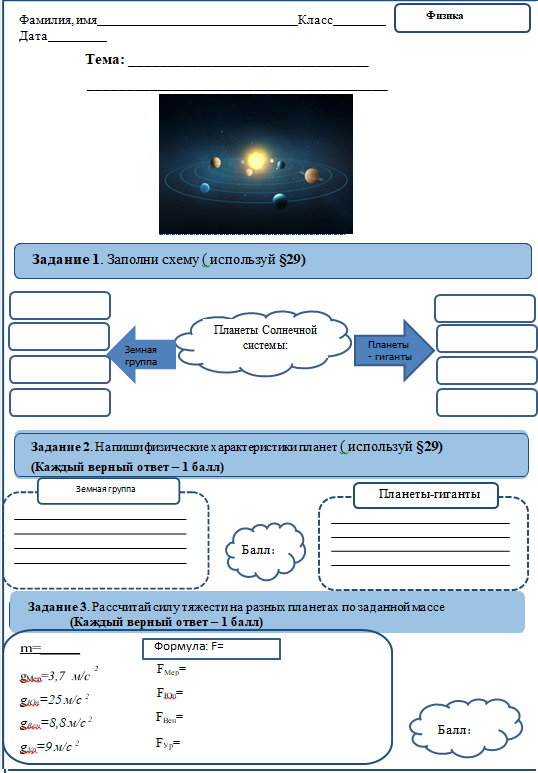 Фамилия, имя______________________________Класс________
Физика
Дата_________
Тема: ________________________________
________________________________________
Задание 1. Заполни схему ( используй §29)
Планеты Солнечной
системы:
Земная
группа
Планеты
- гиганты
Задание 2. Напиши физические характеристики планет ( используй §29)
(Каждый верный ответ – 1 балл)
Земная группа
Планеты-гиганты
Балл:
Задание 3. Рассчитай силу тяжести на разных планетах по заданной массе
(Каждый верный ответ – 1 балл)
m=______
Формула: F=
gМер=3,7 м/с 2
FМер=
gЮп=25 м/с 2
FЮп=
gВен=8,8 м/с 2
FВен=
gУр=9 м/с 2
FУр=
Балл: